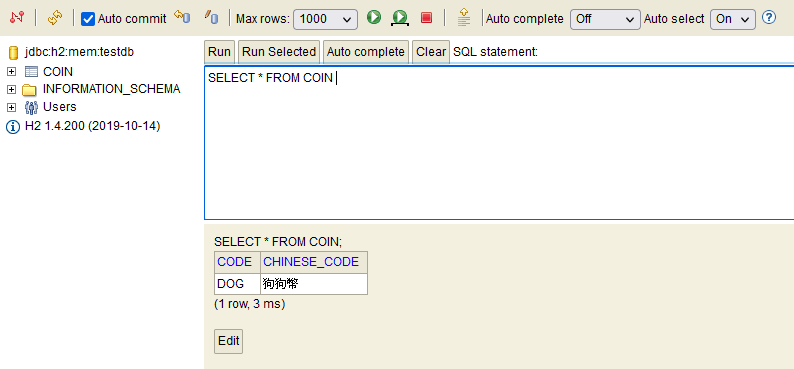 Auto commit Max rows: 1000 Auto complete Off Auto select On
jdbc:h2:mem:testdb
COIN
INFORMATION_SCHEMA
Users
H2 1.4.200 (2019-10-14)
Run Run Selected Auto complete Clear SQL statement:
SELECT * FROM COIN
SELECT * FROM COIN;
CODE CHINESE_CODE
DOG 狗狗幣
(1 row, 3 ms)
Edit